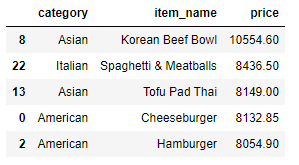 category item_name price
8 Asian Korean Beef Bowl 10554.60
22 Italian Spaghetti & Meatballs 8436.50
13 Asian Tofu Pad Thai 8149.00
0 American Cheeseburger 8132.85
2 American Hamburger 8054.90